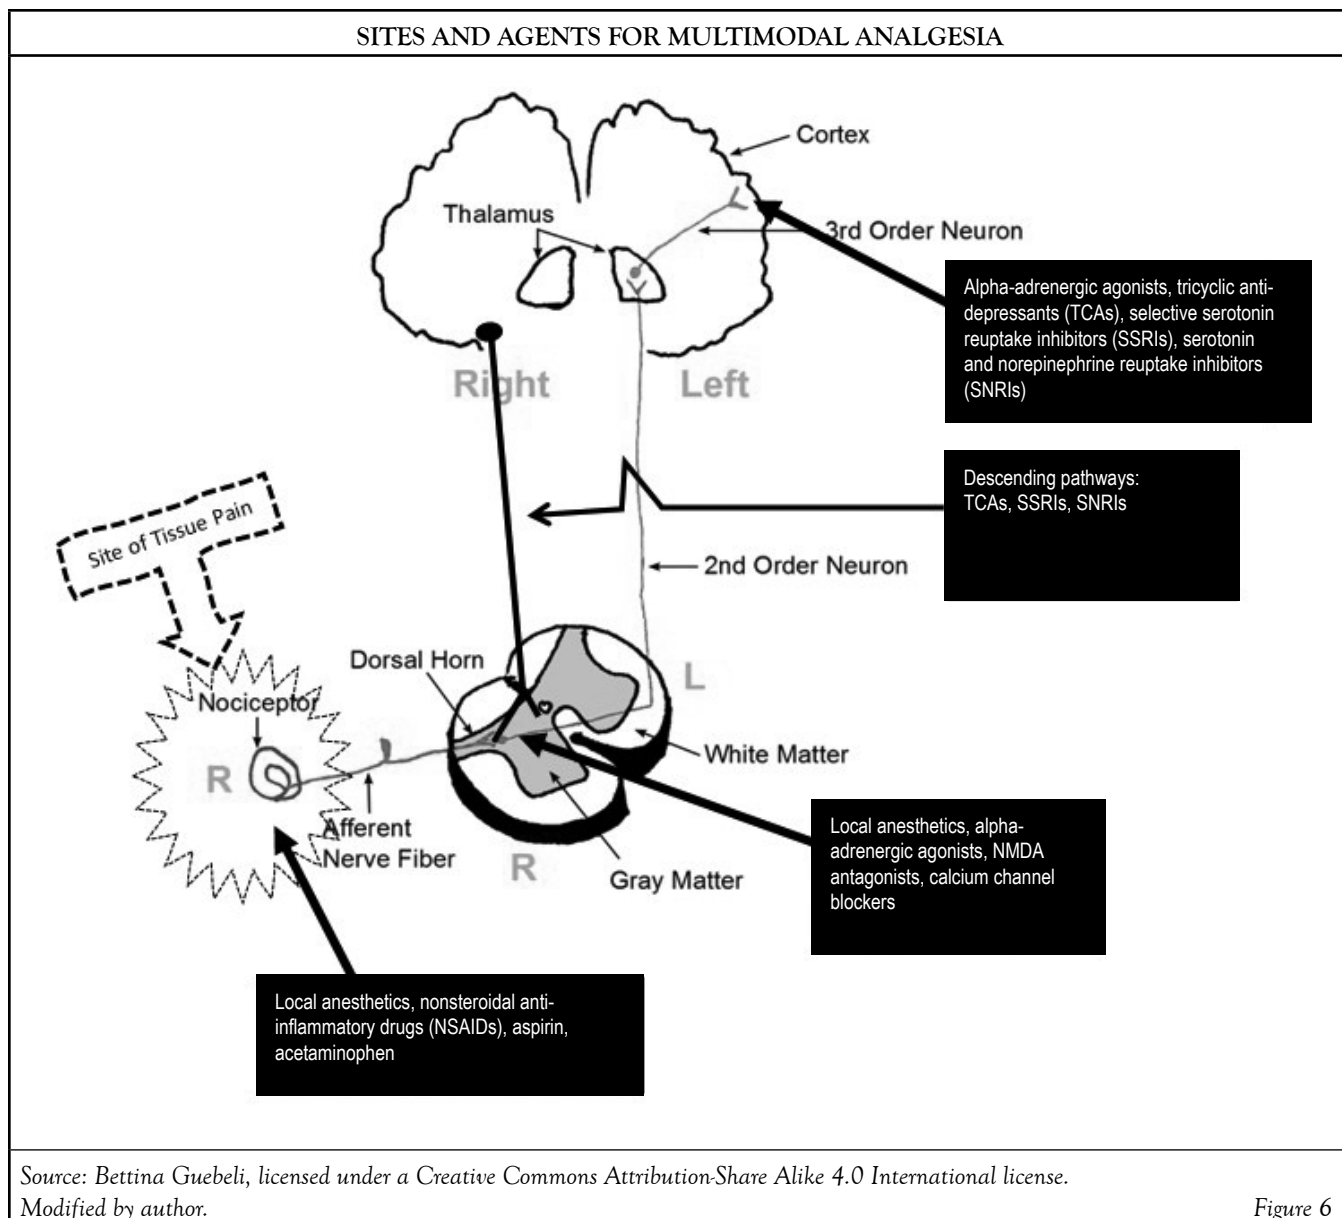 SITES AND AGENTS FOR MULTIMODAL ANALGESIA
Cortex
Thalamus
3rd Order Neuron
Alpha-adrenergic agonists, tricyclic anti-
depressants (TCAs), selective serotonin
reuptake inhibitors (SSRIs), serotonin
and norepinephrine reuptake inhibitors
(SNRIs)
Right
Left
Descending pathways:
TCAs, SSRIs, SNRIs
Site of Tissue Pain
2nd Order Neuron
Dorsal Horn
L
Nociceptor
White Matter
R
Afferent
Nerve Fiber
R
Gray Matter
Local anesthetics, alpha-
adrenergic agonists, NMDA
antagonists, calcium channel
blockers
Local anesthetics, nonsteroidal anti-
inflammatory drugs (NSAIDs), aspirin,
acetaminophen
Source: Bettina Guebeli, licensed under a Creative Commons Attribution-Share Alike 4.0 International license.
Modified by author.
Figure 6